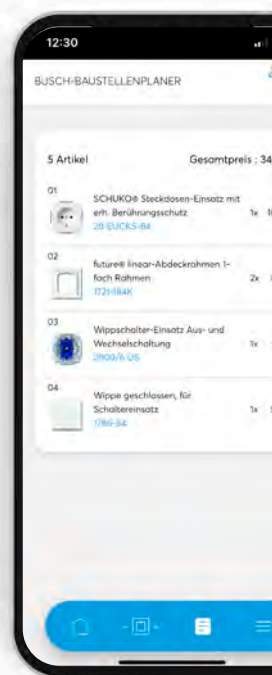 12:30
BUSCH-BAUSTELLENPLANER
5 Artikel Gesamtpreis : 34
01
SCHUKO® Steckdosen-Einsatz mit
erh. Berührungsschutz 1x
20 EUCKS-84
02
future® linear-Abdeckrahmen 1-
fach Rahmen 2x
1721-184K
03
Wippschalter-Einsatz Aus- und
Wechselschaltung 1x
2000/6 US
04
Wippe geschlossen, für
Schaltereinsatz 1x
1786-84